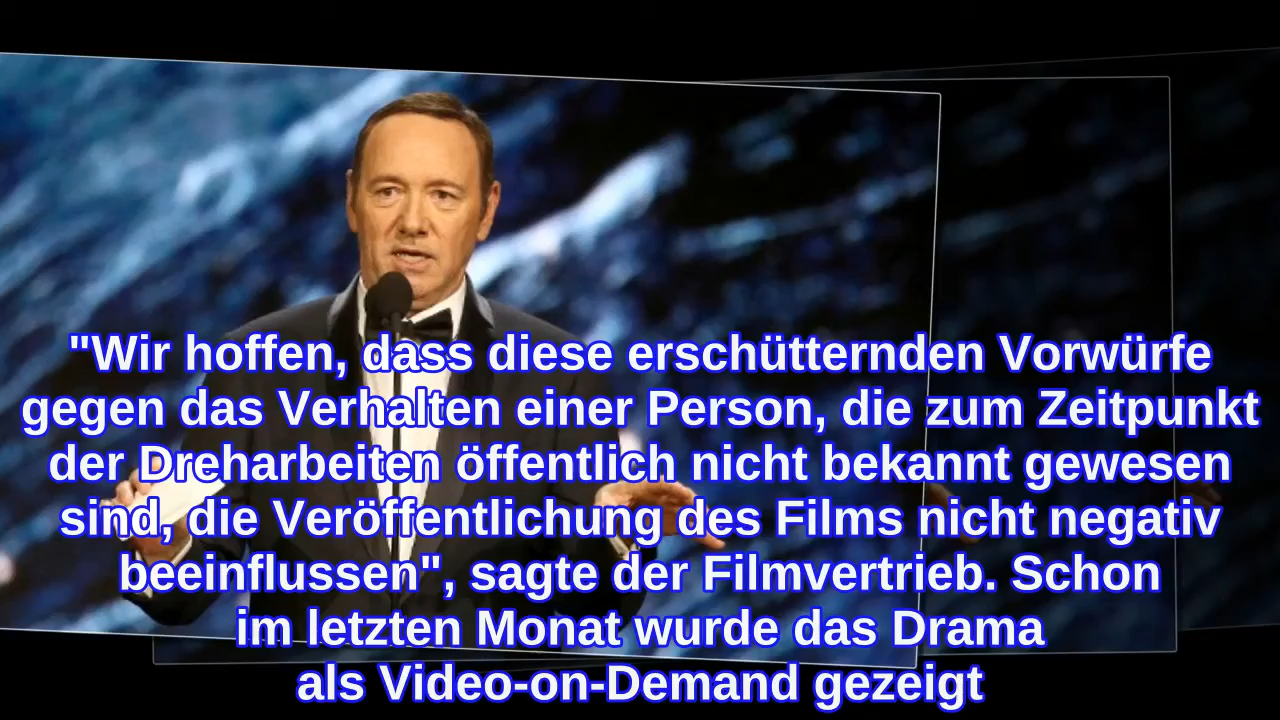 "Wir hoffen, dass diese erschütternden Vorwürfe
gegen das Verhalten einer Person, die zum Zeitpunkt
der Dreharbeiten öffentlich nicht bekannt gewesen
sind, die Veröffentlichung des Films nicht negativ
beeinflussen", sagte der Filmvertrieb. Schon
im letzten Monat wurde das Drama
als Video-on-Demand gezeigt